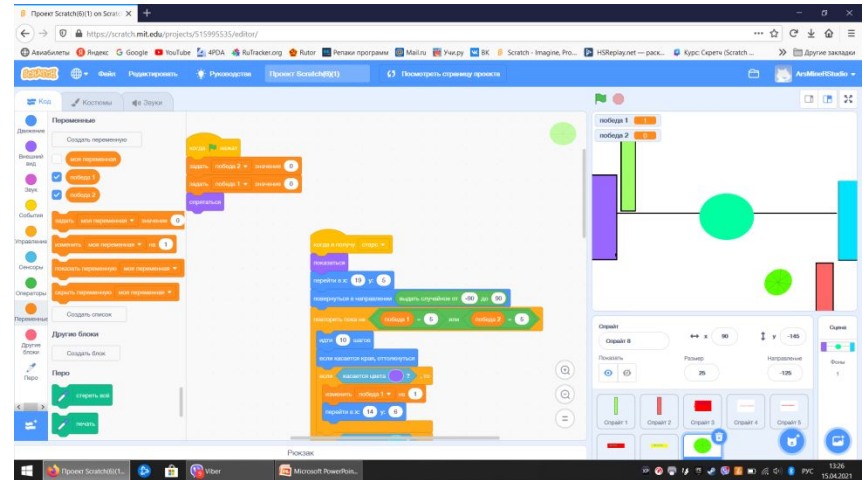 Проект Scratch(6)(1) on Scratc
https://scratch.mit.edu/projects/515995535/editor/
Авиабилеты Яндекс Google YouTube 4PDA RuTracker.org Rutor Репаки программ Mail.ru Учи.ру ВК Scratch - Imagine, Pro... HSReplay.net — раск... Курс: Скретч (Scratch ... Другие закладки
SCRATCH Файл Редактировать Руководства Проект Scratch(6)(1) Посмотреть страницу проекта ArsMineRStudio
Код Костюмы Звуки
Движение
Внешний вид
Звук
События
Управление
Сенсоры
Операторы
Переменные
Другие блоки
Перо
Переменные
Создать переменную
моя переменная
победа 1
победа 2
задать моя переменная значение 0
изменить моя переменная на 1
показать переменную моя переменная
скрыть переменную моя переменная
Создать список
Другие блоки
Создать блок
Перо
стереть всё
печать
когда нажат
задать победа 2 значение 0
задать победа 1 значение 0
спрятаться
когда я получу
показаться
перейти в x: 19 y: 5
повернуться в направлении выдать случайное от -90 до 90
повторять пока не победа 1 = 5 или победа 2 = 5
идти 10 шагов
если касается края, оттолкнуться
если касается цвета ? , то
изменить победа 1 на 1
перейти в x: 14 y: 6
Рюкзак
победа 1 1
победа 2 0
Спрайт
Спрайт 8
x 90
y -145
Показать
Размер
25
Направление
-125
Сцена
Фоны
1
Спрайт 1
Спрайт 2
Спрайт 3
Спрайт 4
Спрайт 5
Проект Scratch(6)(1...
Viber
Microsoft PowerPoin...
РУС
13:26
15.04.2021